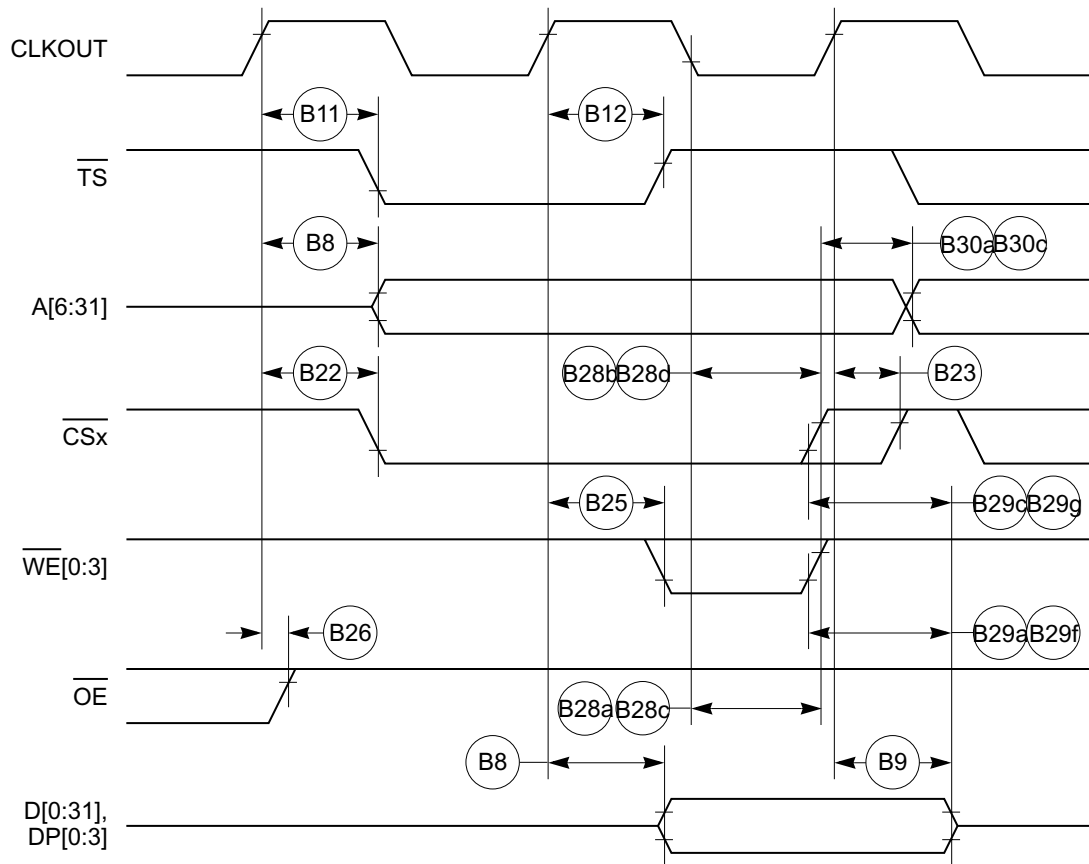 CLKOUT
B11
B12
TS
B8
B30a B30c
A[6:31]
B22
B28b B28d
B23
CSx
B25
B29c B29g
WE[0:3]
B26
B29a B29f
OE
B28a B28c
B8
B9
D[0:31],
DP[0:3]